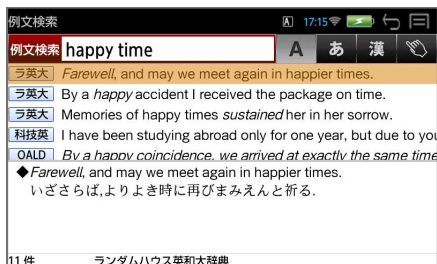 例文検索 A 17:15
例文検索 happy time A あ 漢
ラ英大 Farewell, and may we meet again in happier times.
ラ英大 By a happy accident I received the package on time.
ラ英大 Memories of happy times sustained her in her sorrow.
科技英 I have been studying abroad only for one year, but due to you
OALD By a happy coincidence, we arrived at exactly the same time
◆Farewell, and may we meet again in happier times.
いざさらば,よりよき時に再びまみえんと祈る.
11 件 ランダムハウス英和大辞典